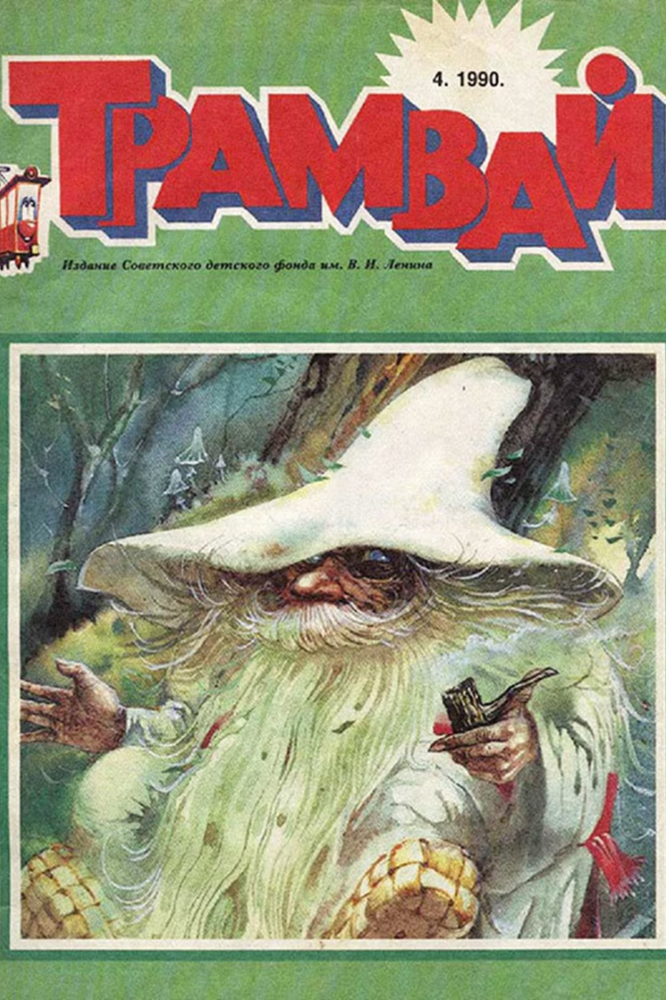 4. 1990.
ТРАМВАЙ
Издание Советского детского фонда им. В. И. Ленина